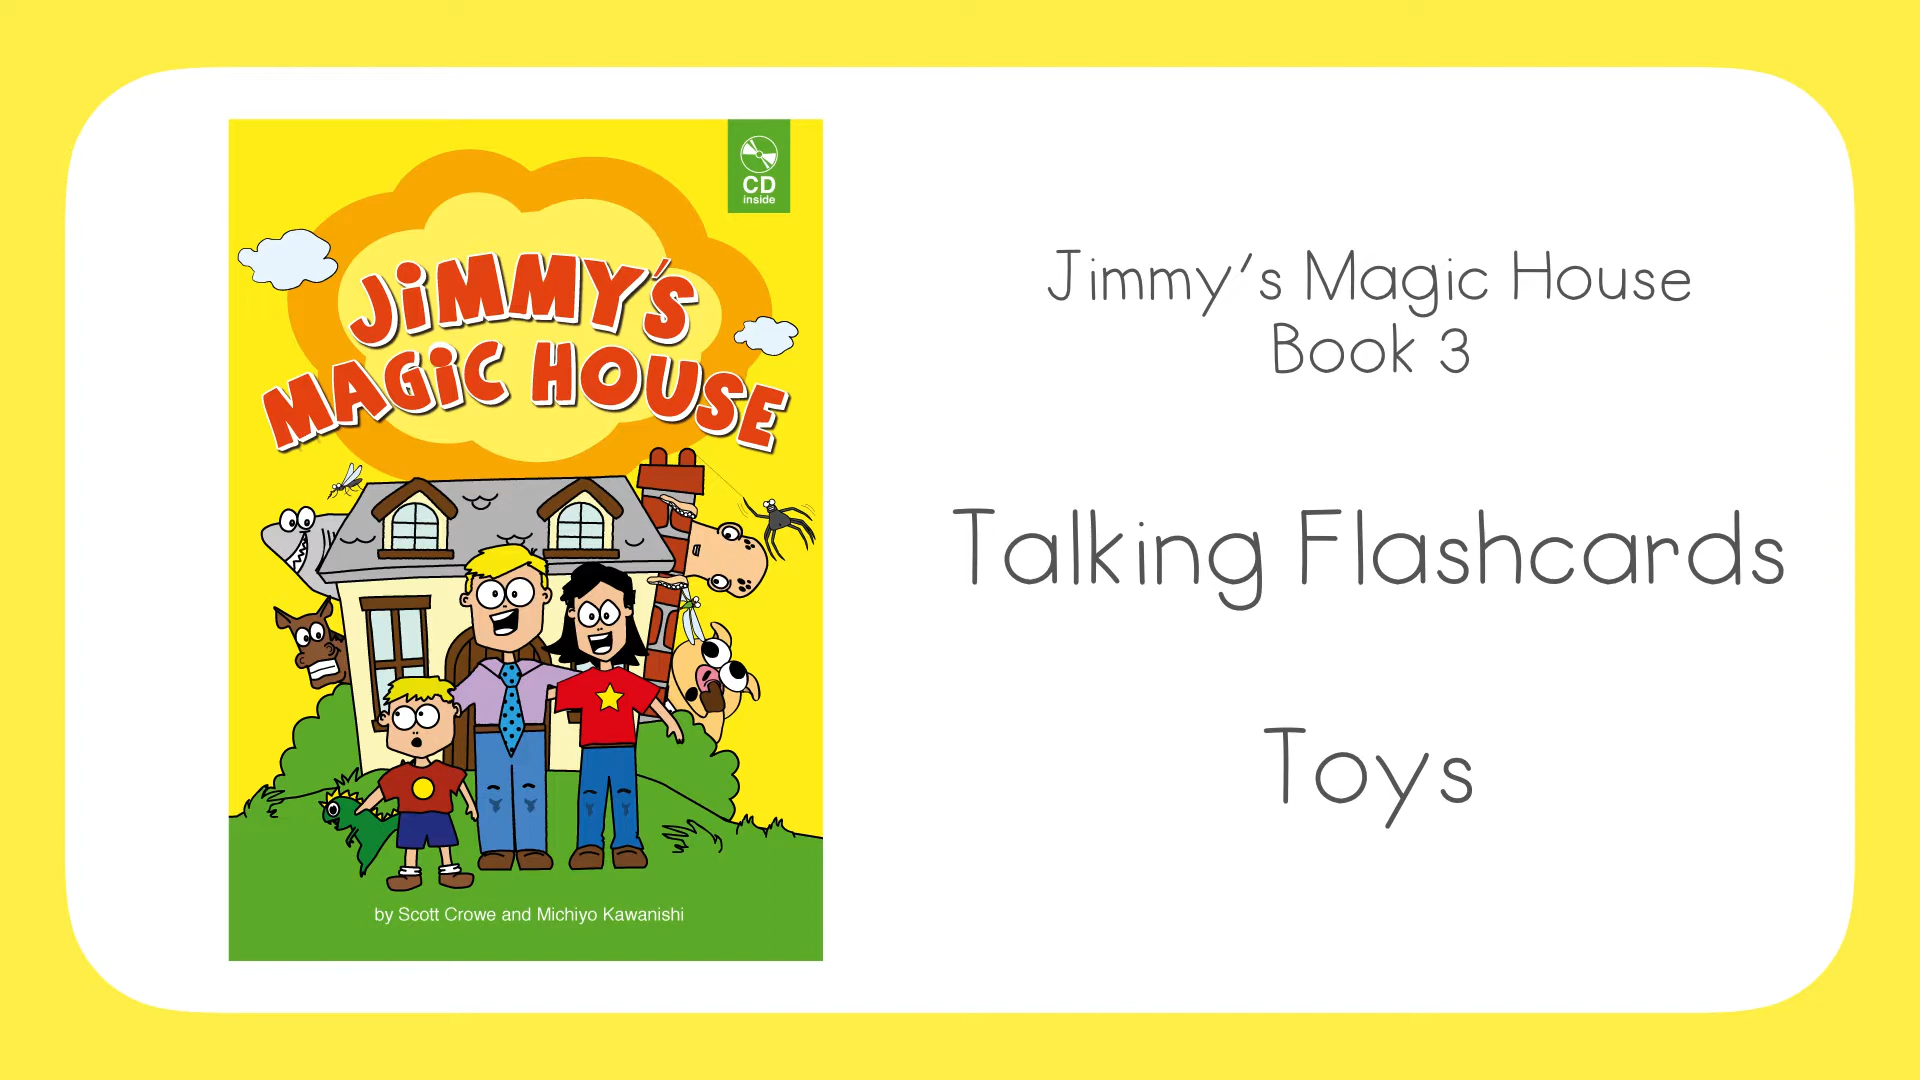 CD
inside
JiMMY'S
MAGiC HOUSE
by Scott Crowe and Michiyo Kawanishi
Jimmy's Magic House
Book 3
Talking Flashcards
Toys